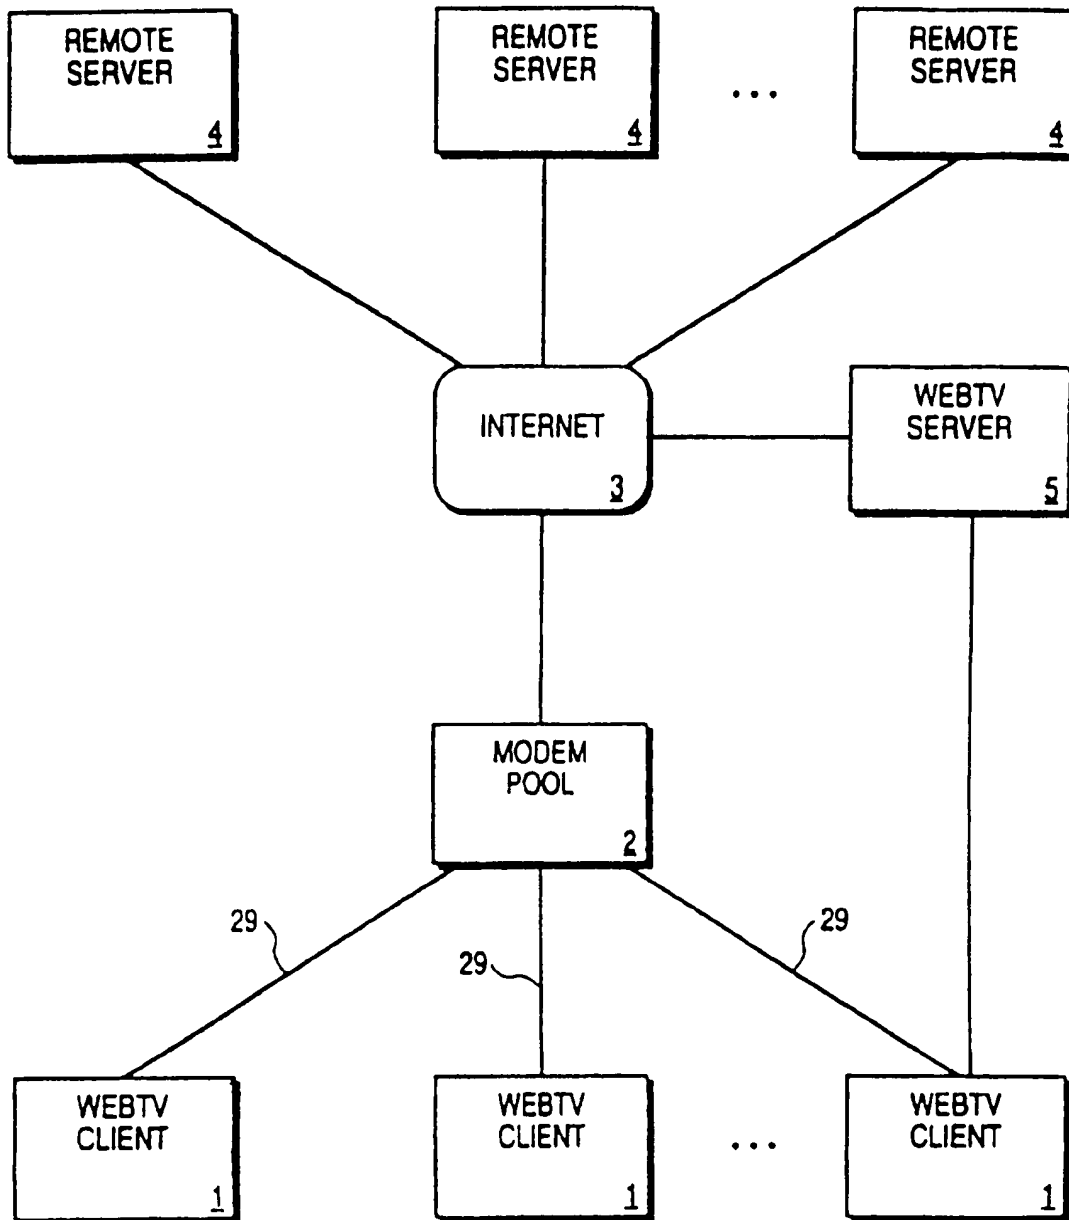 REMOTE
SERVER
4
REMOTE
SERVER
4
...
REMOTE
SERVER
4
INTERNET
3
WEBTV
SERVER
5
MODEM
POOL
2
29
29
29
WEBTV
CLIENT
1
WEBTV
CLIENT
1
...
WEBTV
CLIENT
1